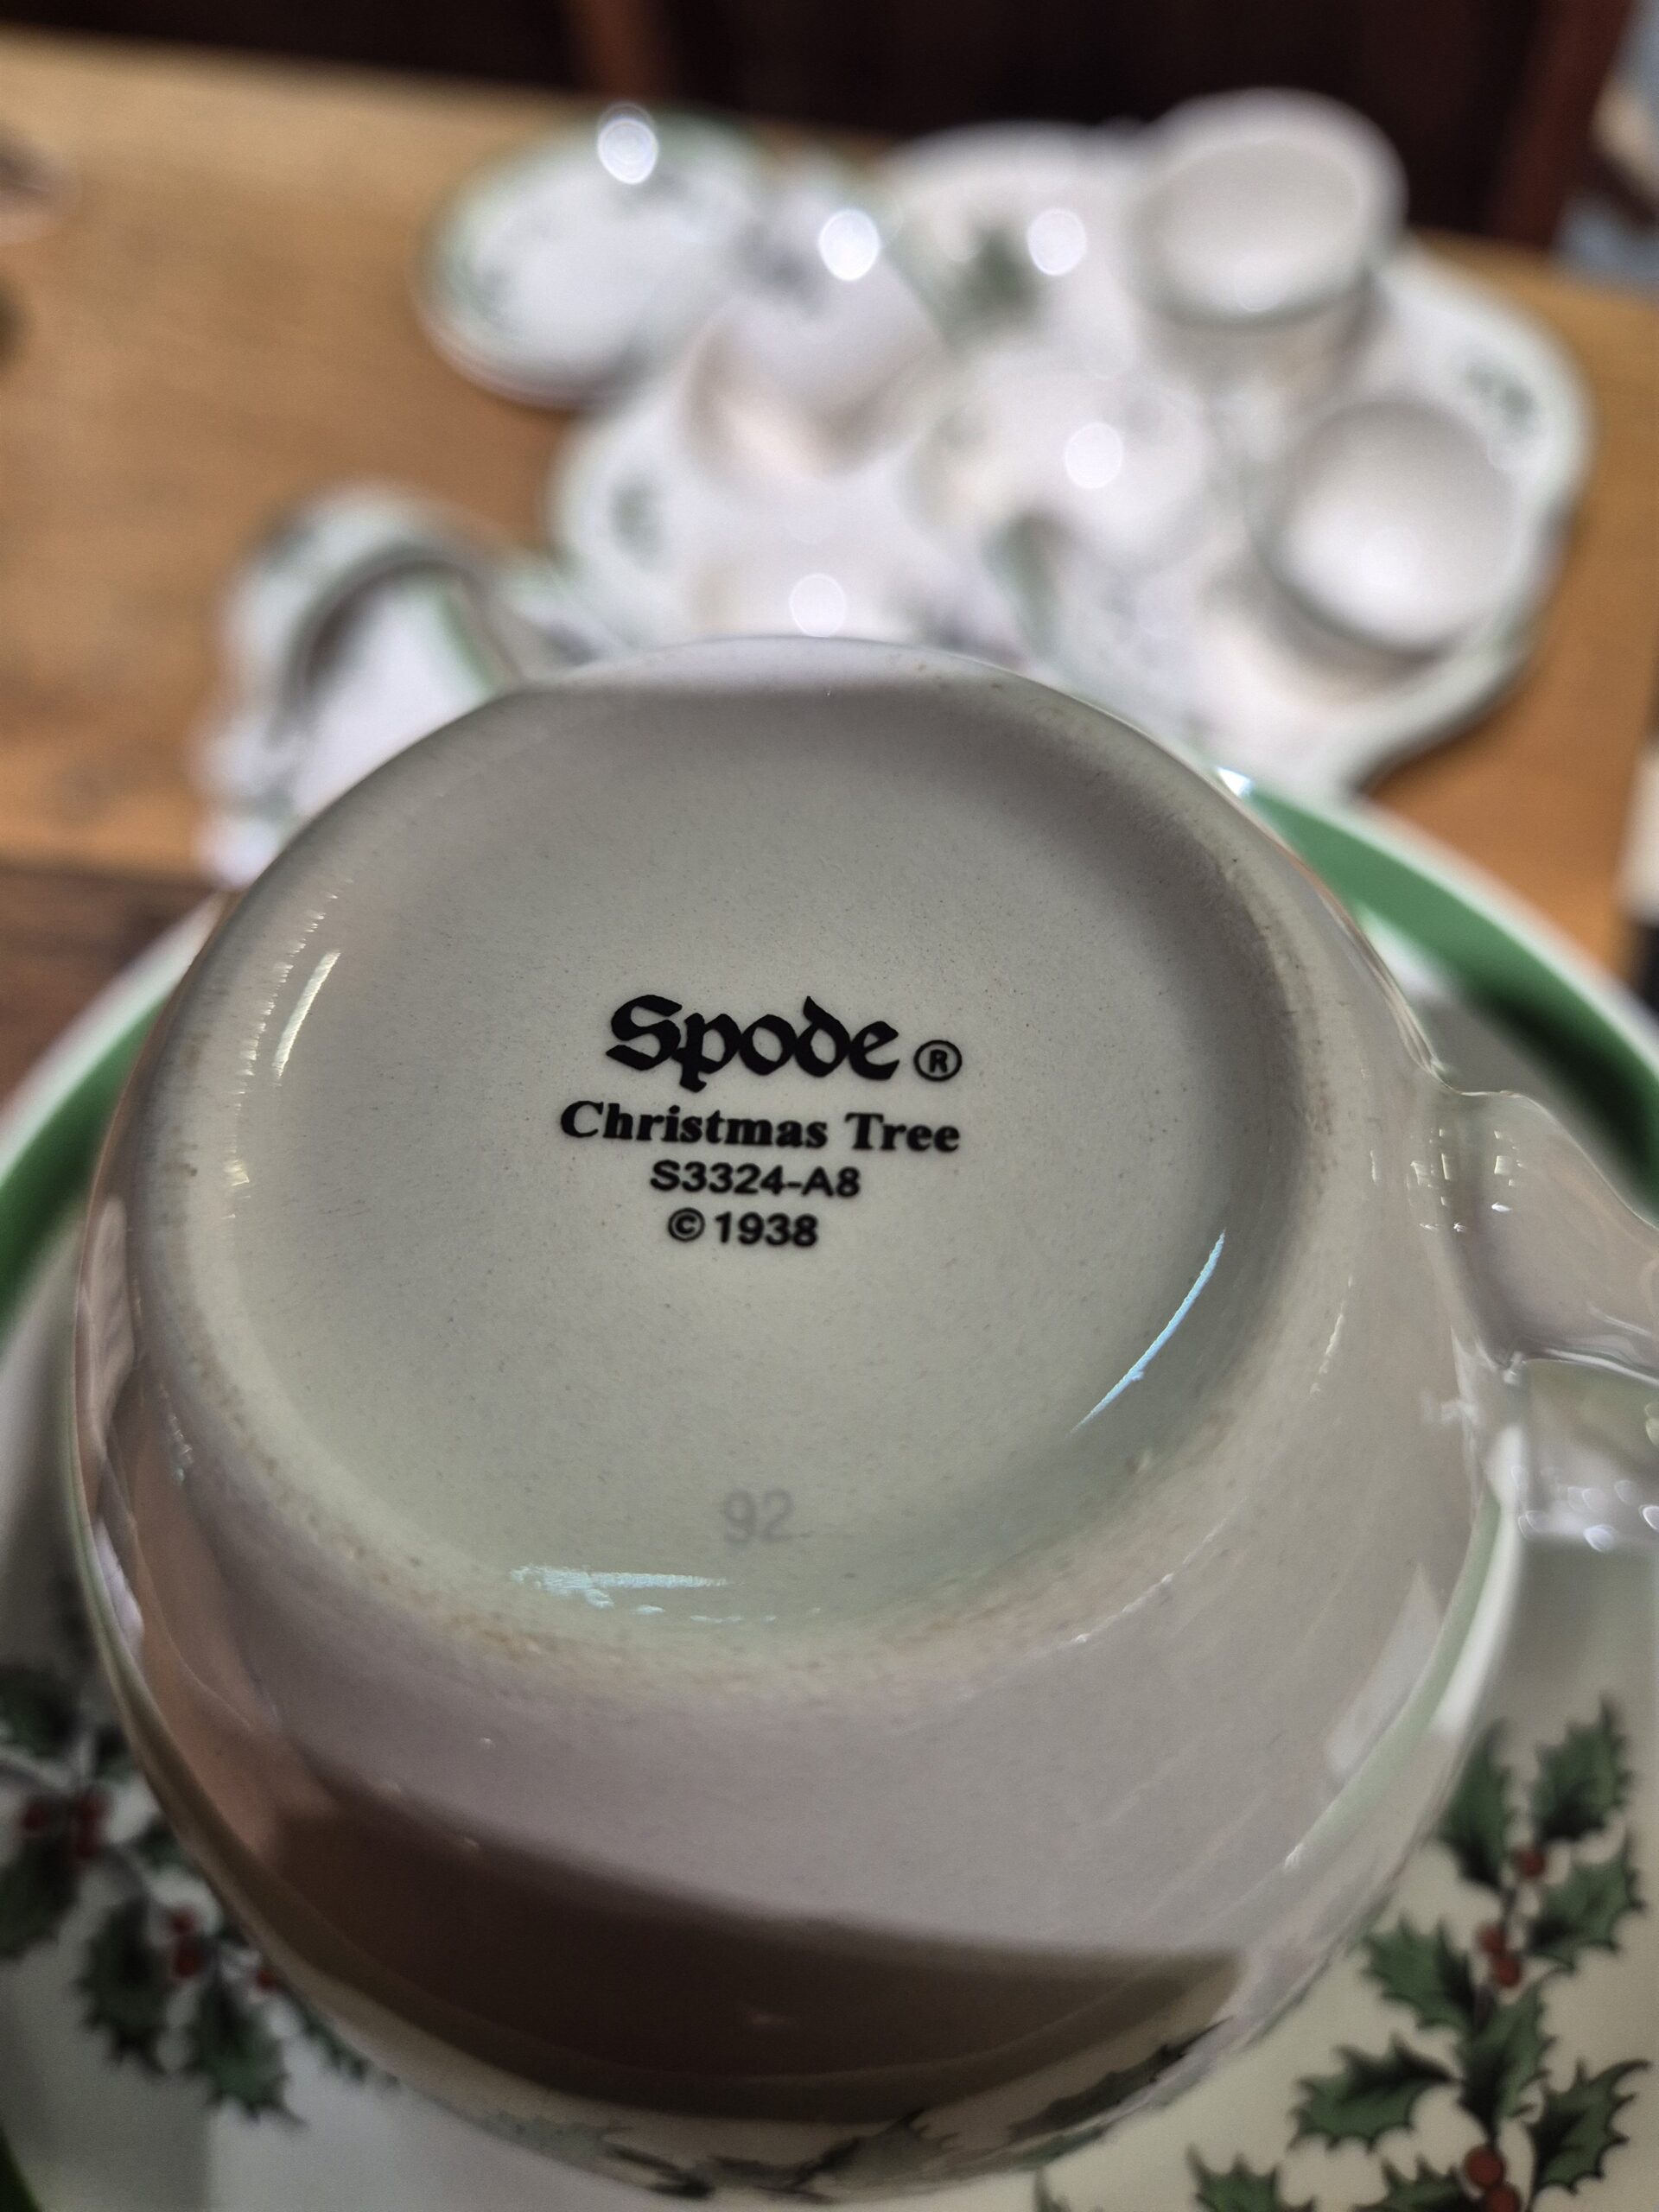 Spode ®
Christmas Tree
S3324-A8
© 1938
92